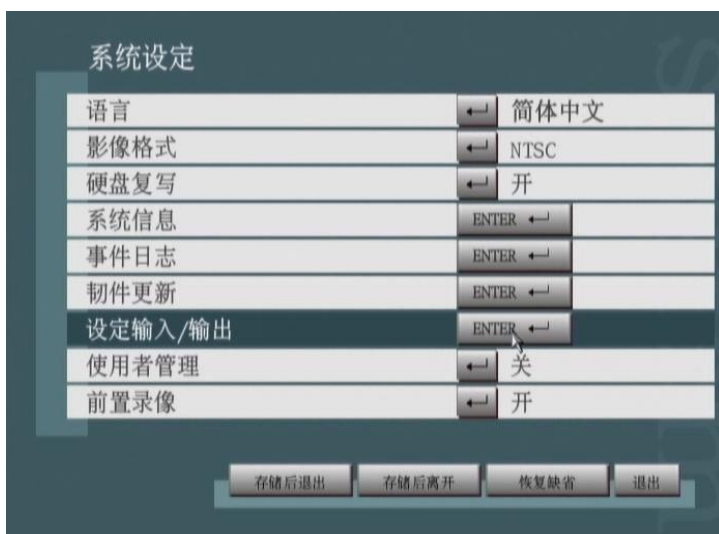 系统设定
语言 简体中文
影像格式 NTSC
硬盘复写 开
系统信息 ENTER
事件日志 ENTER
韧件更新 ENTER
设定输入/输出 ENTER
使用者管理 关
前置录像 开
存储后退出 存储后离开 恢复缺省 退出